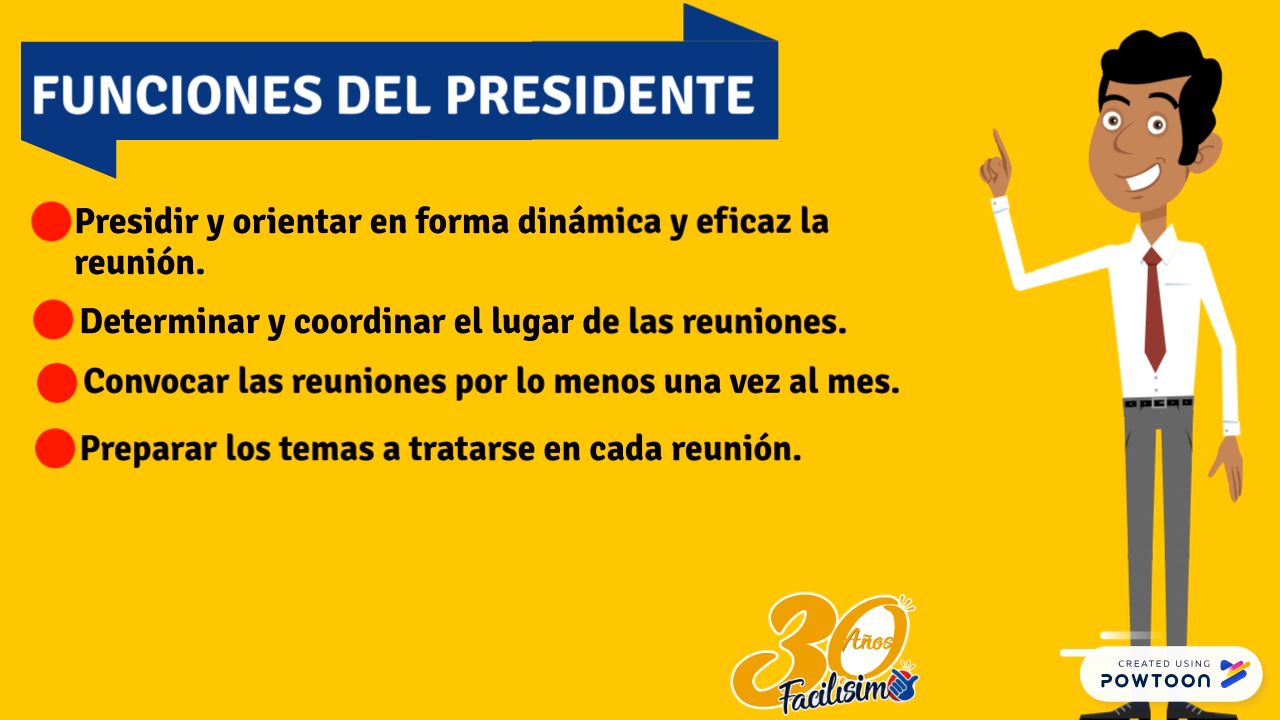 FUNCIONES DEL PRESIDENTE
Presidir y orientar en forma dinámica y eficaz la
reunión.
Determinar y coordinar el lugar de las reuniones.
Convocar las reuniones por lo menos una vez al mes.
Preparar los temas a tratarse en cada reunión.
30
Años
Facilísimo
CREATED USING
POWTOON